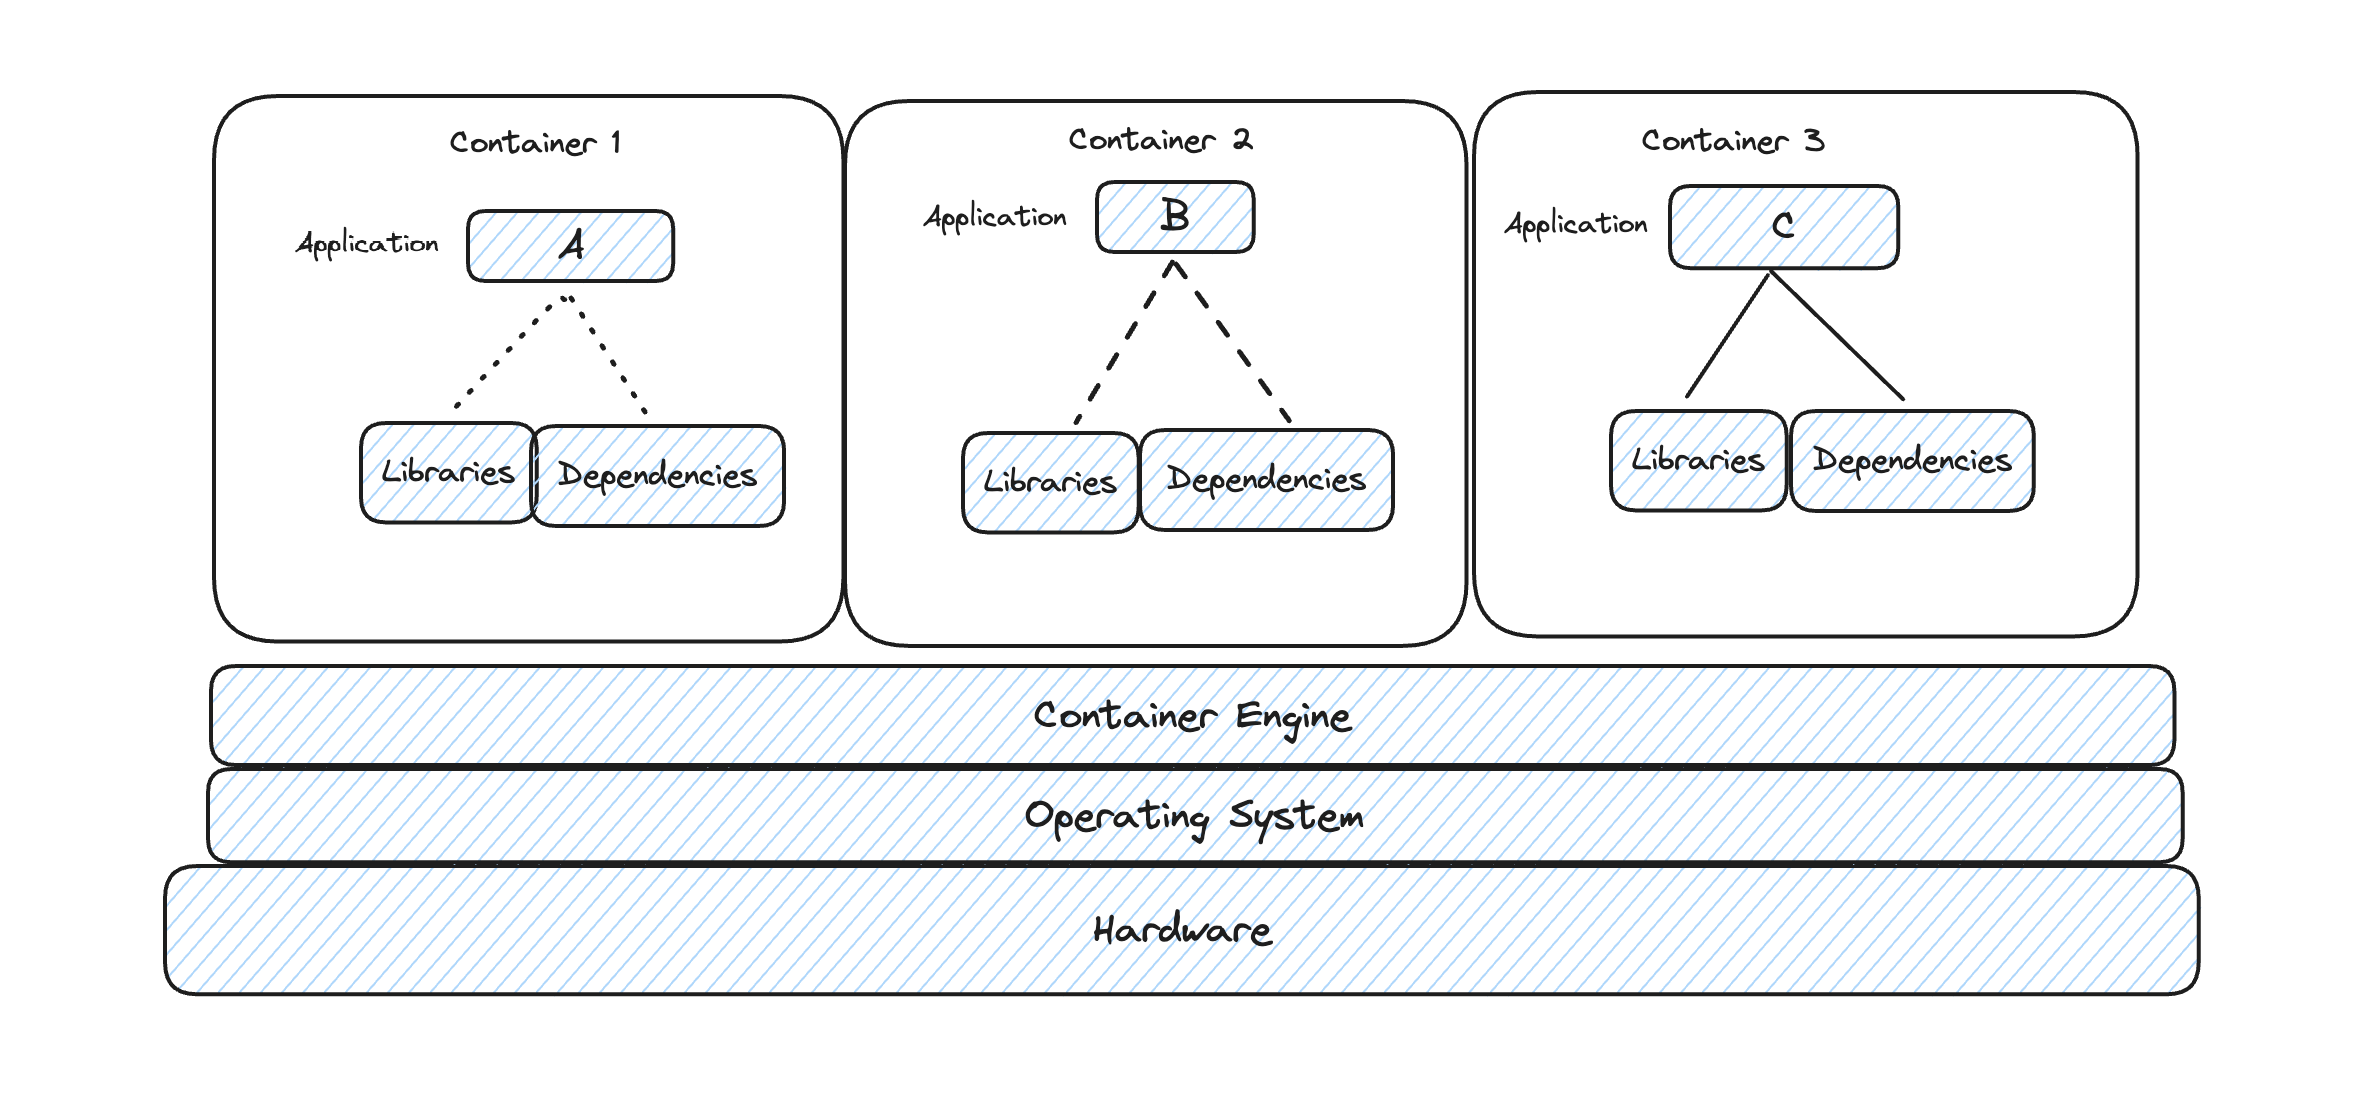 Container 1
Container 2
Container 3
Application
A
Application
B
Application
C
Libraries
Dependencies
Libraries
Dependencies
Libraries
Dependencies
Container Engine
Operating System
Hardware